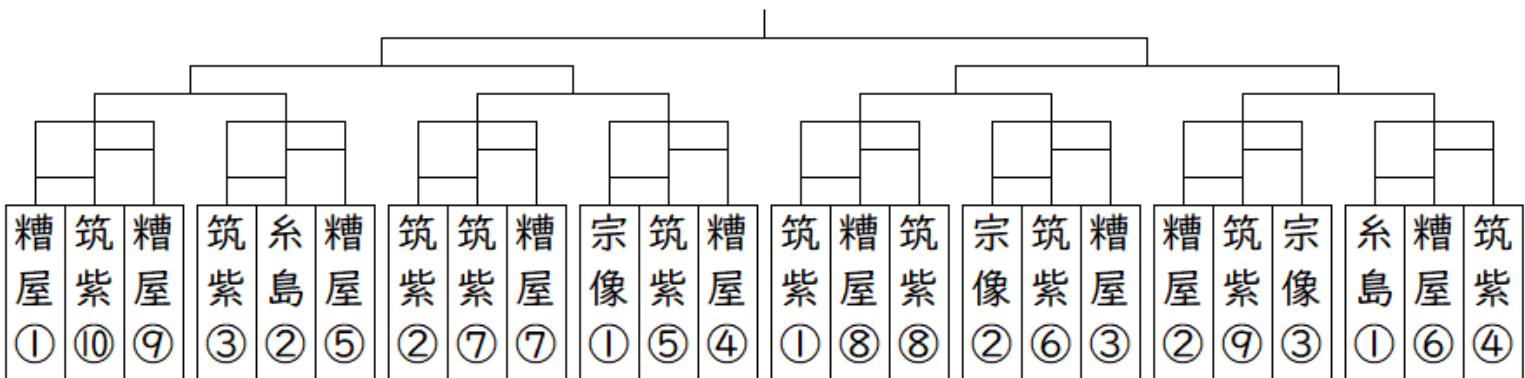 糟屋①
筑紫⑩
糟屋⑨
筑紫③
糸島②
糟屋⑤
筑紫②
筑紫⑦
糟屋⑦
宗像①
筑紫⑤
糟屋④
筑紫①
糟屋⑧
筑紫⑧
宗像②
筑紫⑥
糟屋③
糟屋②
筑紫⑨
宗像③
糸島①
糟屋⑥
筑紫④